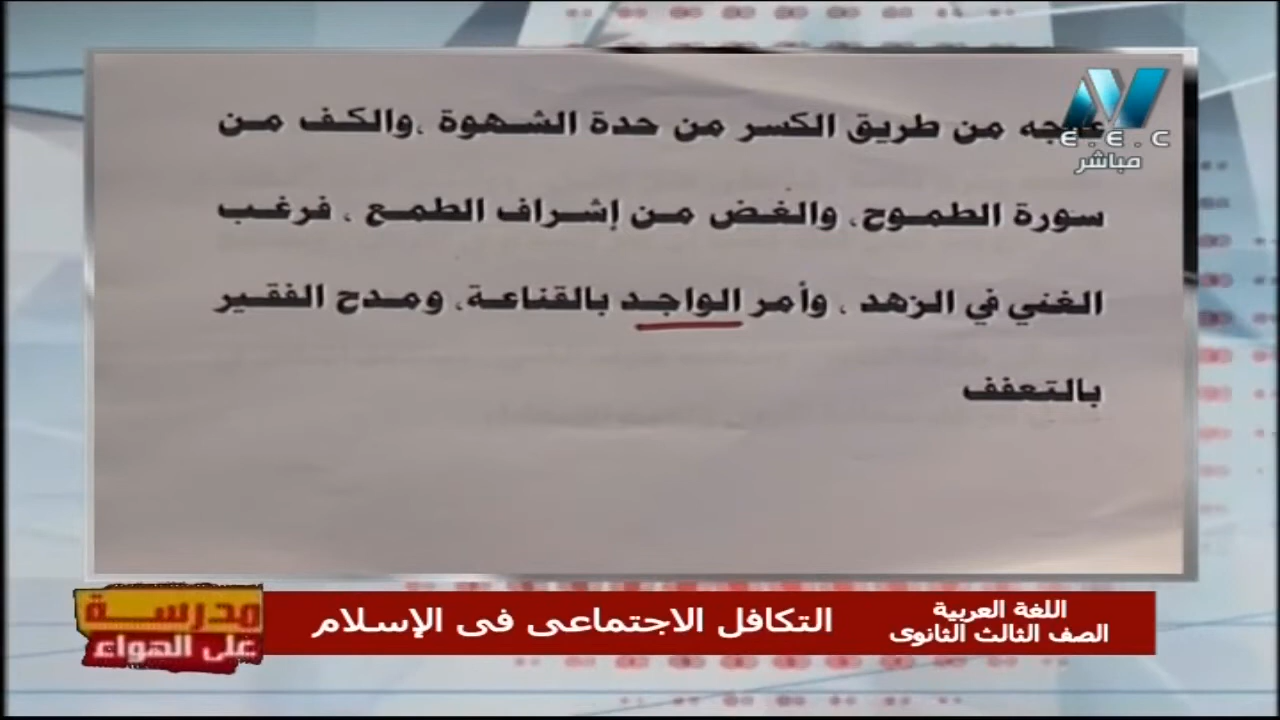 عالجه من طريق الكسر من حدة الشهوة ،والكف من
سورة الطموح، والغض من إشراف الطمع ، فرغب
الغني في الزهد ، وأمر الواجد بالقناعة، ومدح الفقير
بالتعفف
E.E.C
مباشر
اللغة العربية
الصف الثالث الثانوى
التكافل الاجتماعى فى الإسلام
مدرسة
على الهواء